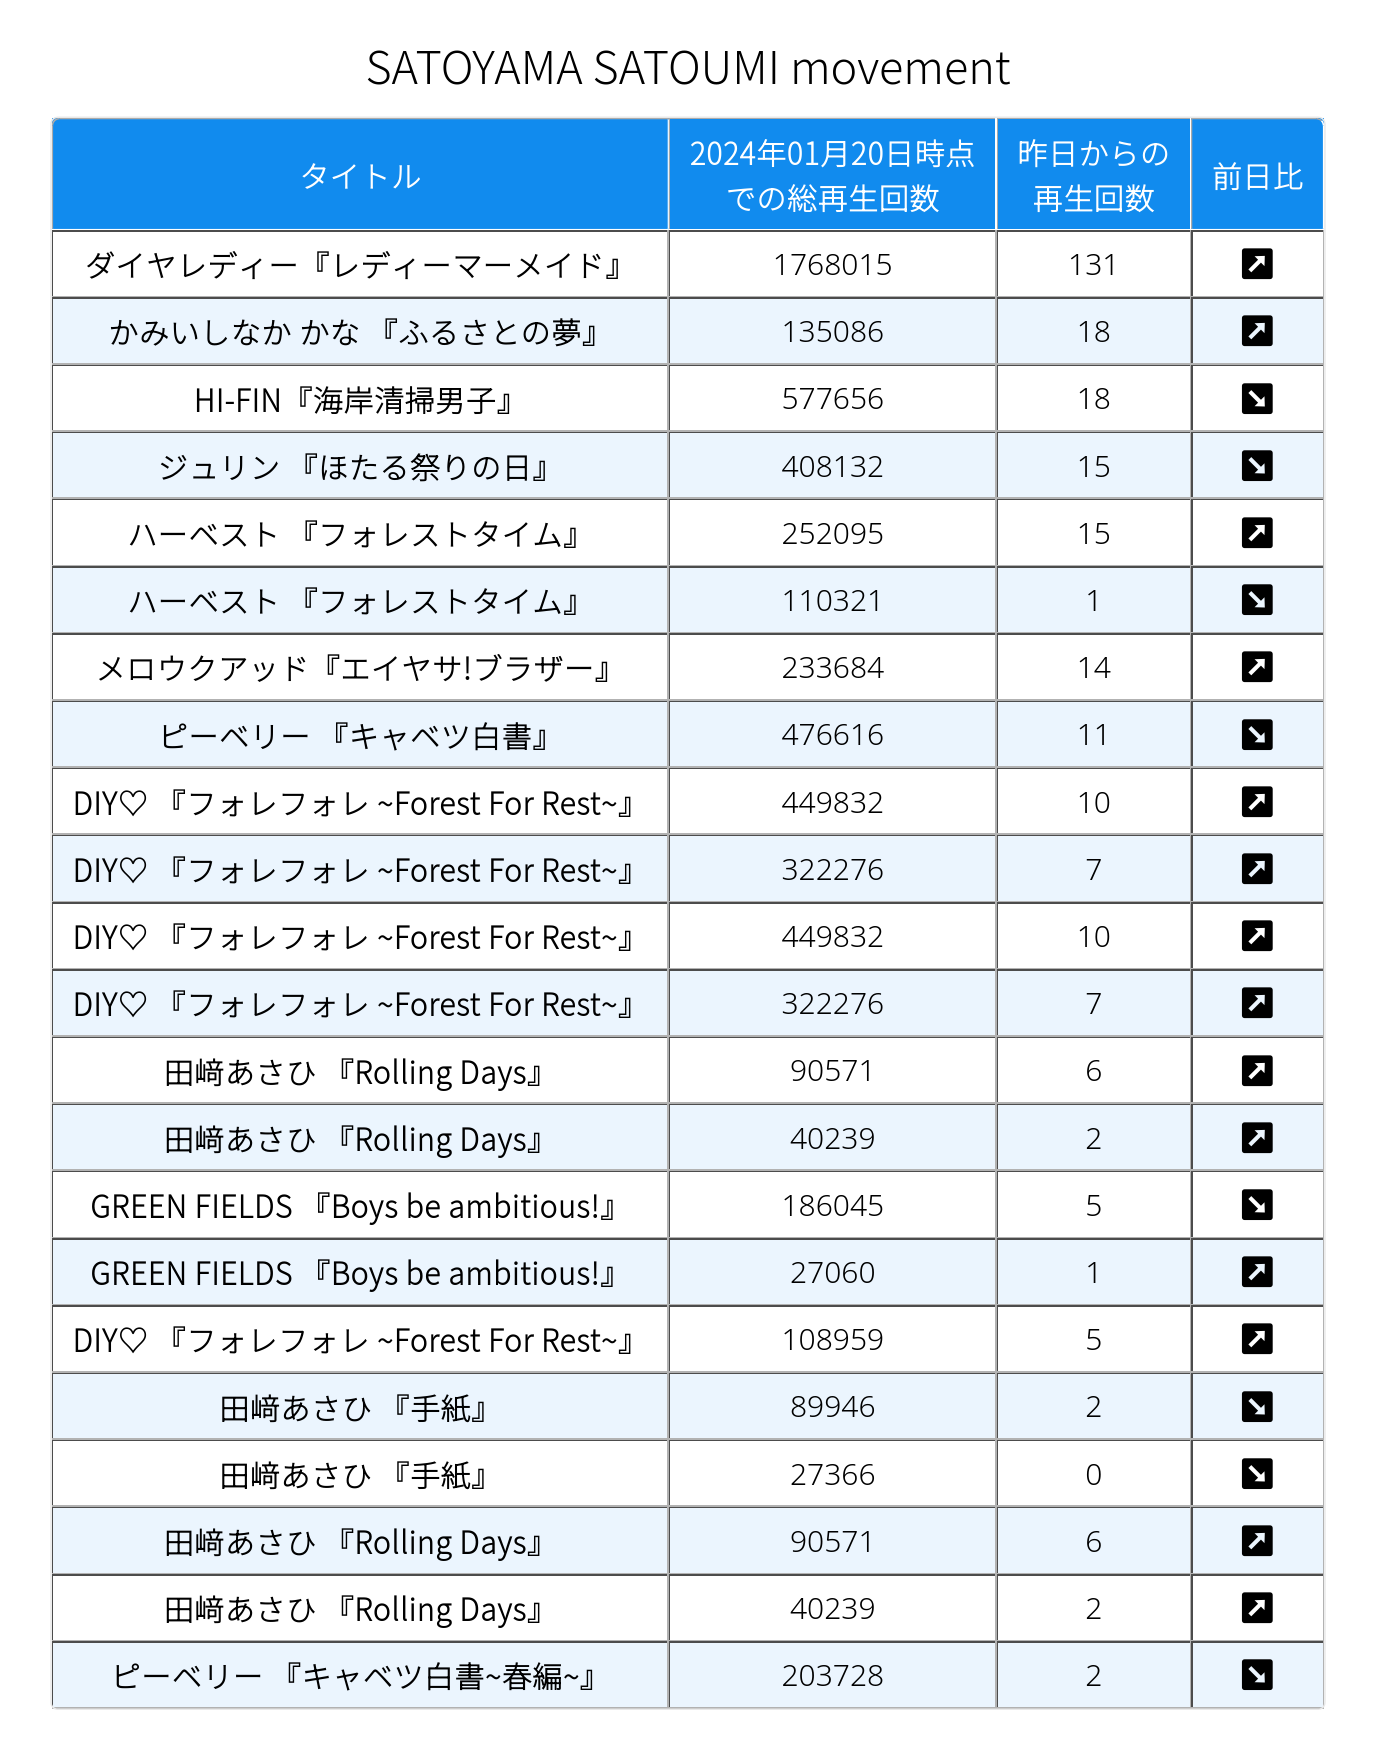 SATOYAMA SATOUMI movement
タイトル 2024年01月20日時点での総再生回数 昨日からの再生回数 前日比
ダイヤレディー『レディーマーメイド』 1768015 131 ↗
かみいしなか かな 『ふるさとの夢』 135086 18 ↗
HI-FIN『海岸清掃男子』 577656 18 ↘
ジュリン 『ほたる祭りの日』 408132 15 ↘
ハーベスト 『フォレストタイム』 252095 15 ↗
ハーベスト 『フォレストタイム』 110321 1 ↘
メロウクアッド『エイヤサ!ブラザー』 233684 14 ↗
ピーベリー 『キャベツ白書』 476616 11 ↘
DIY♡ 『フォレフォレ ~Forest For Rest~』 449832 10 ↗
DIY♡ 『フォレフォレ ~Forest For Rest~』 322276 7 ↗
DIY♡ 『フォレフォレ ~Forest For Rest~』 449832 10 ↗
DIY♡ 『フォレフォレ ~Forest For Rest~』 322276 7 ↗
田﨑あさひ 『Rolling Days』 90571 6 ↗
田﨑あさひ 『Rolling Days』 40239 2 ↗
GREEN FIELDS 『Boys be ambitious!』 186045 5 ↘
GREEN FIELDS 『Boys be ambitious!』 27060 1 ↗
DIY♡ 『フォレフォレ ~Forest For Rest~』 108959 5 ↗
田﨑あさひ 『手紙』 89946 2 ↘
田﨑あさひ 『手紙』 27366 0 ↘
田﨑あさひ 『Rolling Days』 90571 6 ↗
田﨑あさひ 『Rolling Days』 40239 2 ↗
ピーベリー 『キャベツ白書~春編~』 203728 2 ↘